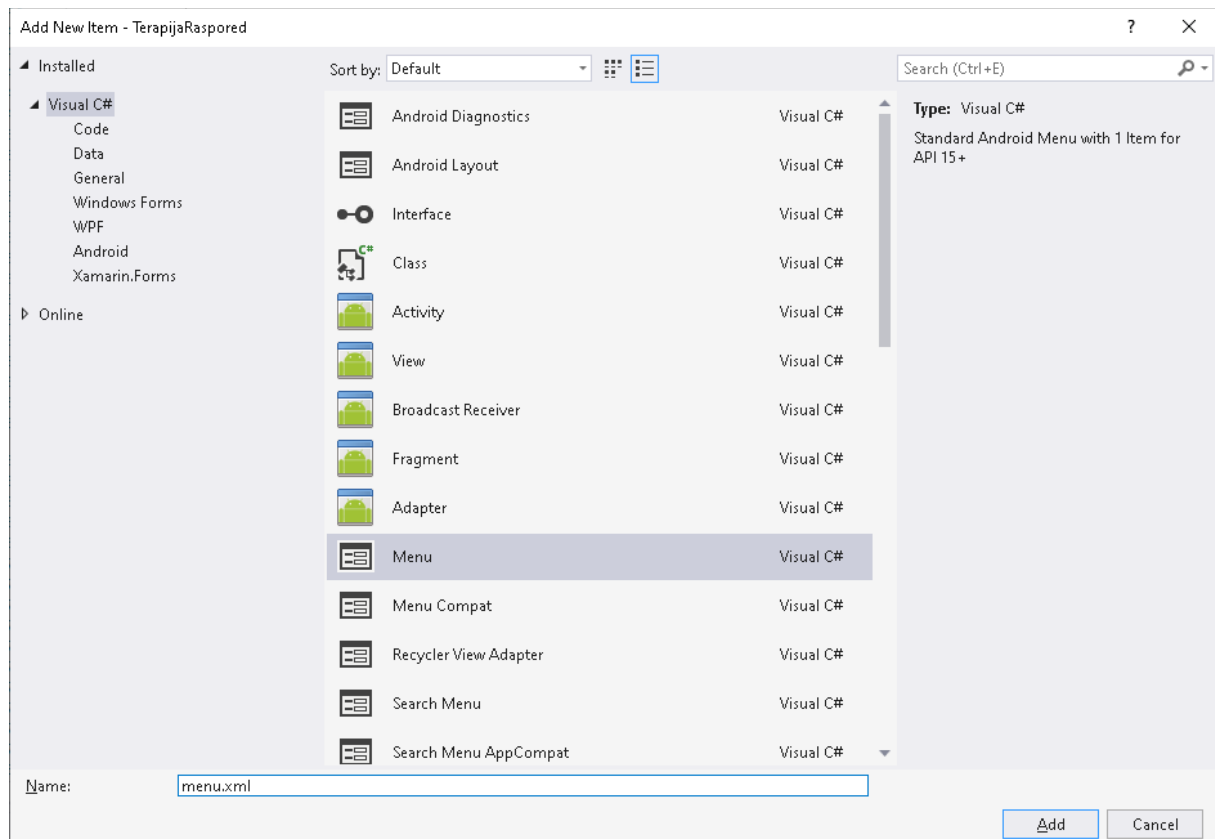 Add New Item - TerapijaRaspored
?
Installed
Sort by: Default
Search (Ctrl+E)
Visual C#
Code
Data
General
Windows Forms
WPF
Android
Xamarin.Forms
Online
Android Diagnostics Visual C#
Android Layout Visual C#
Interface Visual C#
C#
Class Visual C#
Activity Visual C#
View Visual C#
Broadcast Receiver Visual C#
Fragment Visual C#
Adapter Visual C#
Menu Visual C#
Menu Compat Visual C#
Recycler View Adapter Visual C#
Search Menu Visual C#
Search Menu AppCompat Visual C#
Type: Visual C#
Standard Android Menu with 1 Item for
API 15+
Name: menu.xml
Add Cancel